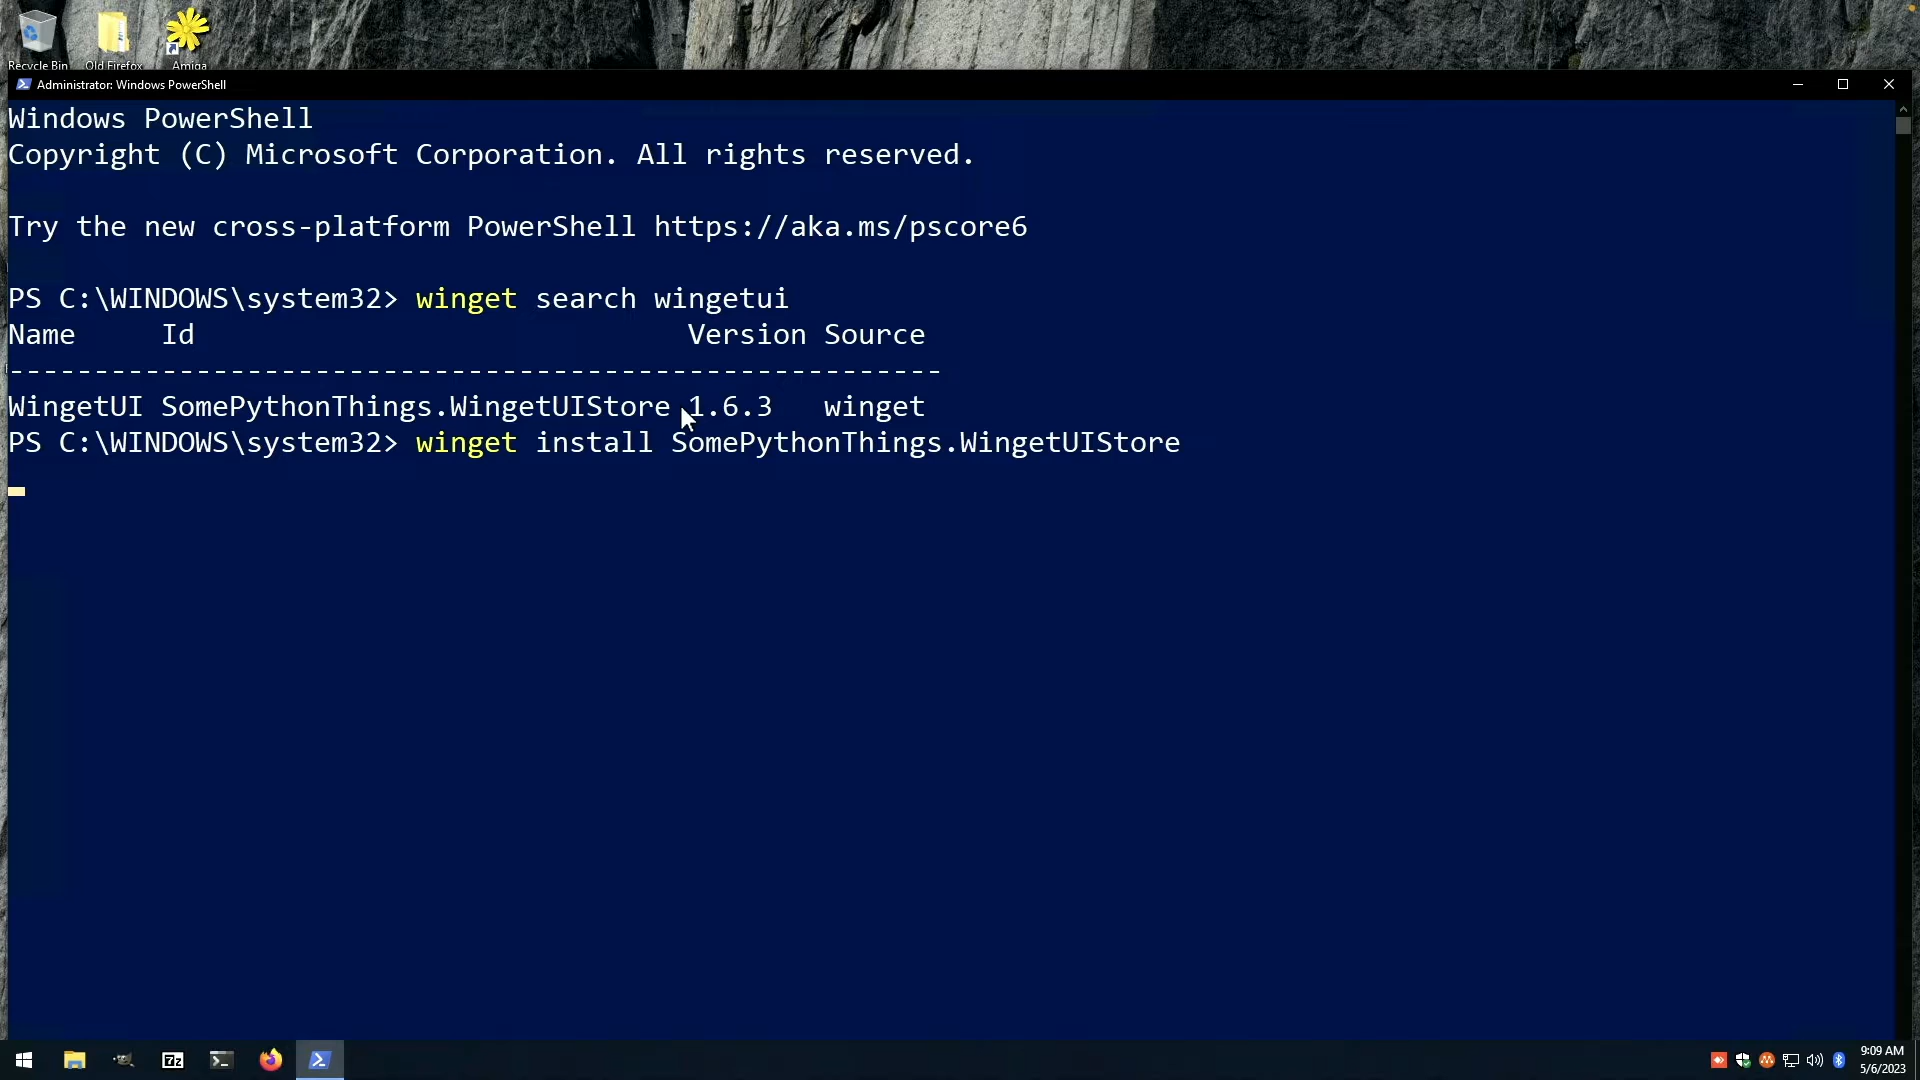 Recycle Bin
Old Firefox
Amiga
Administrator: Windows PowerShell
Windows PowerShell
Copyright (C) Microsoft Corporation. All rights reserved.
Try the new cross-platform PowerShell https://aka.ms/pscore6
PS C:\WINDOWS\system32> winget search wingetui
Name Id Version Source
-------------------------------------------------------
WingetUI SomePythonThings.WingetUIStore 1.6.3 winget
PS C:\WINDOWS\system32> winget install SomePythonThings.WingetUIStore
7z
9:09 AM
5/6/2023